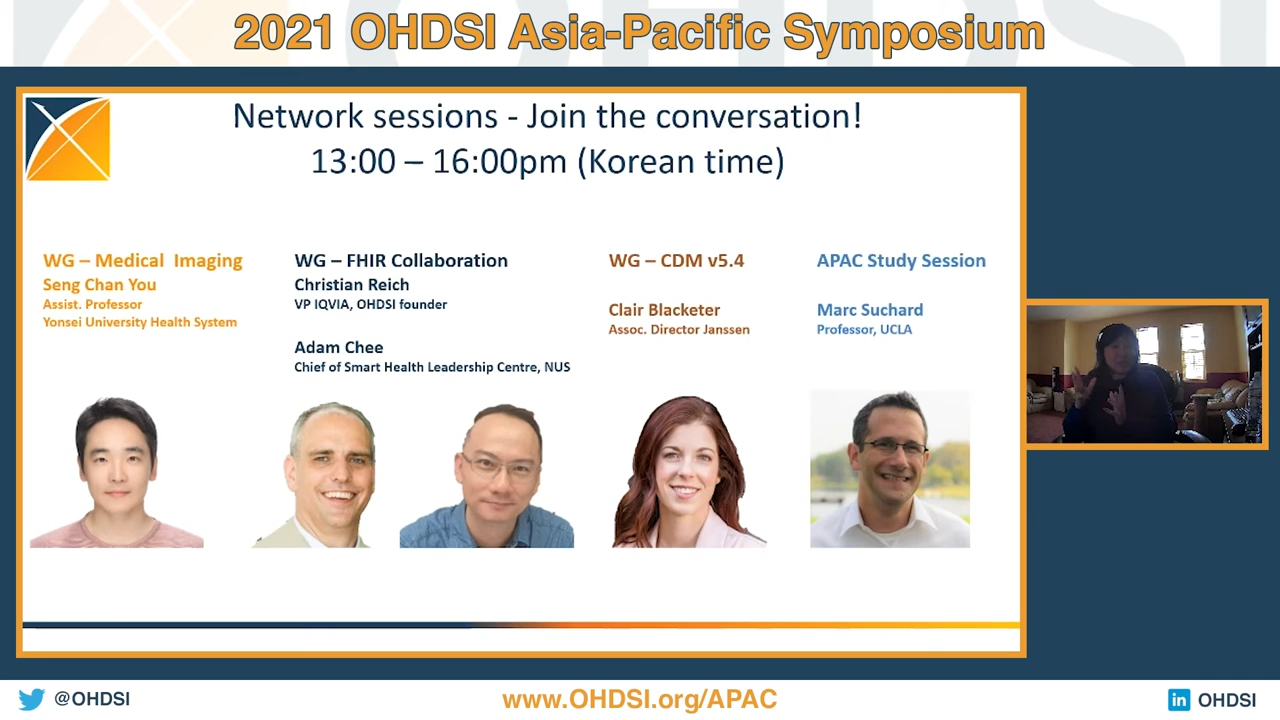 2021 OHDSI Asia-Pacific Symposium
Network sessions - Join the conversation!
13:00 – 16:00pm (Korean time)
WG – Medical Imaging
Seng Chan You
Assist. Professor
Yonsei University Health System
WG – FHIR Collaboration
Christian Reich
VP IQVIA, OHDSI founder
Adam Chee
Chief of Smart Health Leadership Centre, NUS
WG – CDM v5.4
Clair Blacketer
Assoc. Director Janssen
APAC Study Session
Marc Suchard
Professor, UCLA
@OHDSI
www.OHDSI.org/APAC
in OHDSI